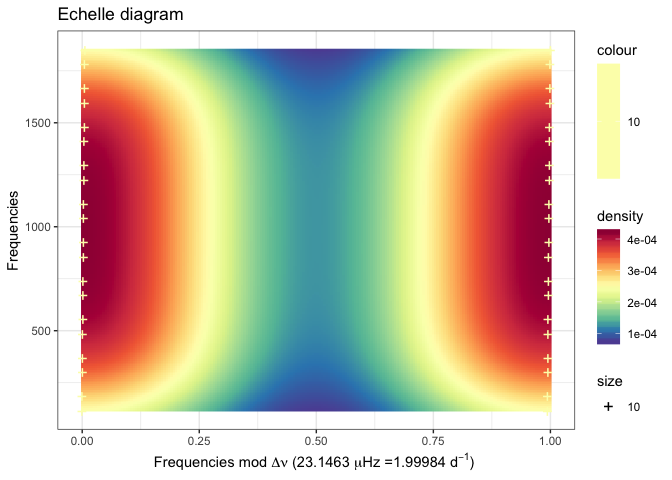 Echelle diagram
Frequencies
1500
1000
500
0.00 0.25 0.50 0.75 1.00
Frequencies mod Δν (23.1463 μHz =1.99984 d⁻¹)
colour
10
density
4e-04
3e-04
2e-04
1e-04
size
10